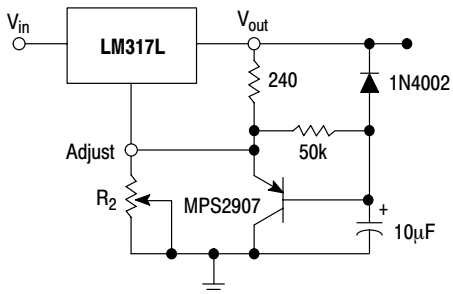 V_in
LM317L
V_out
240
1N4002
50k
Adjust
R_2
MPS2907
+
10μF